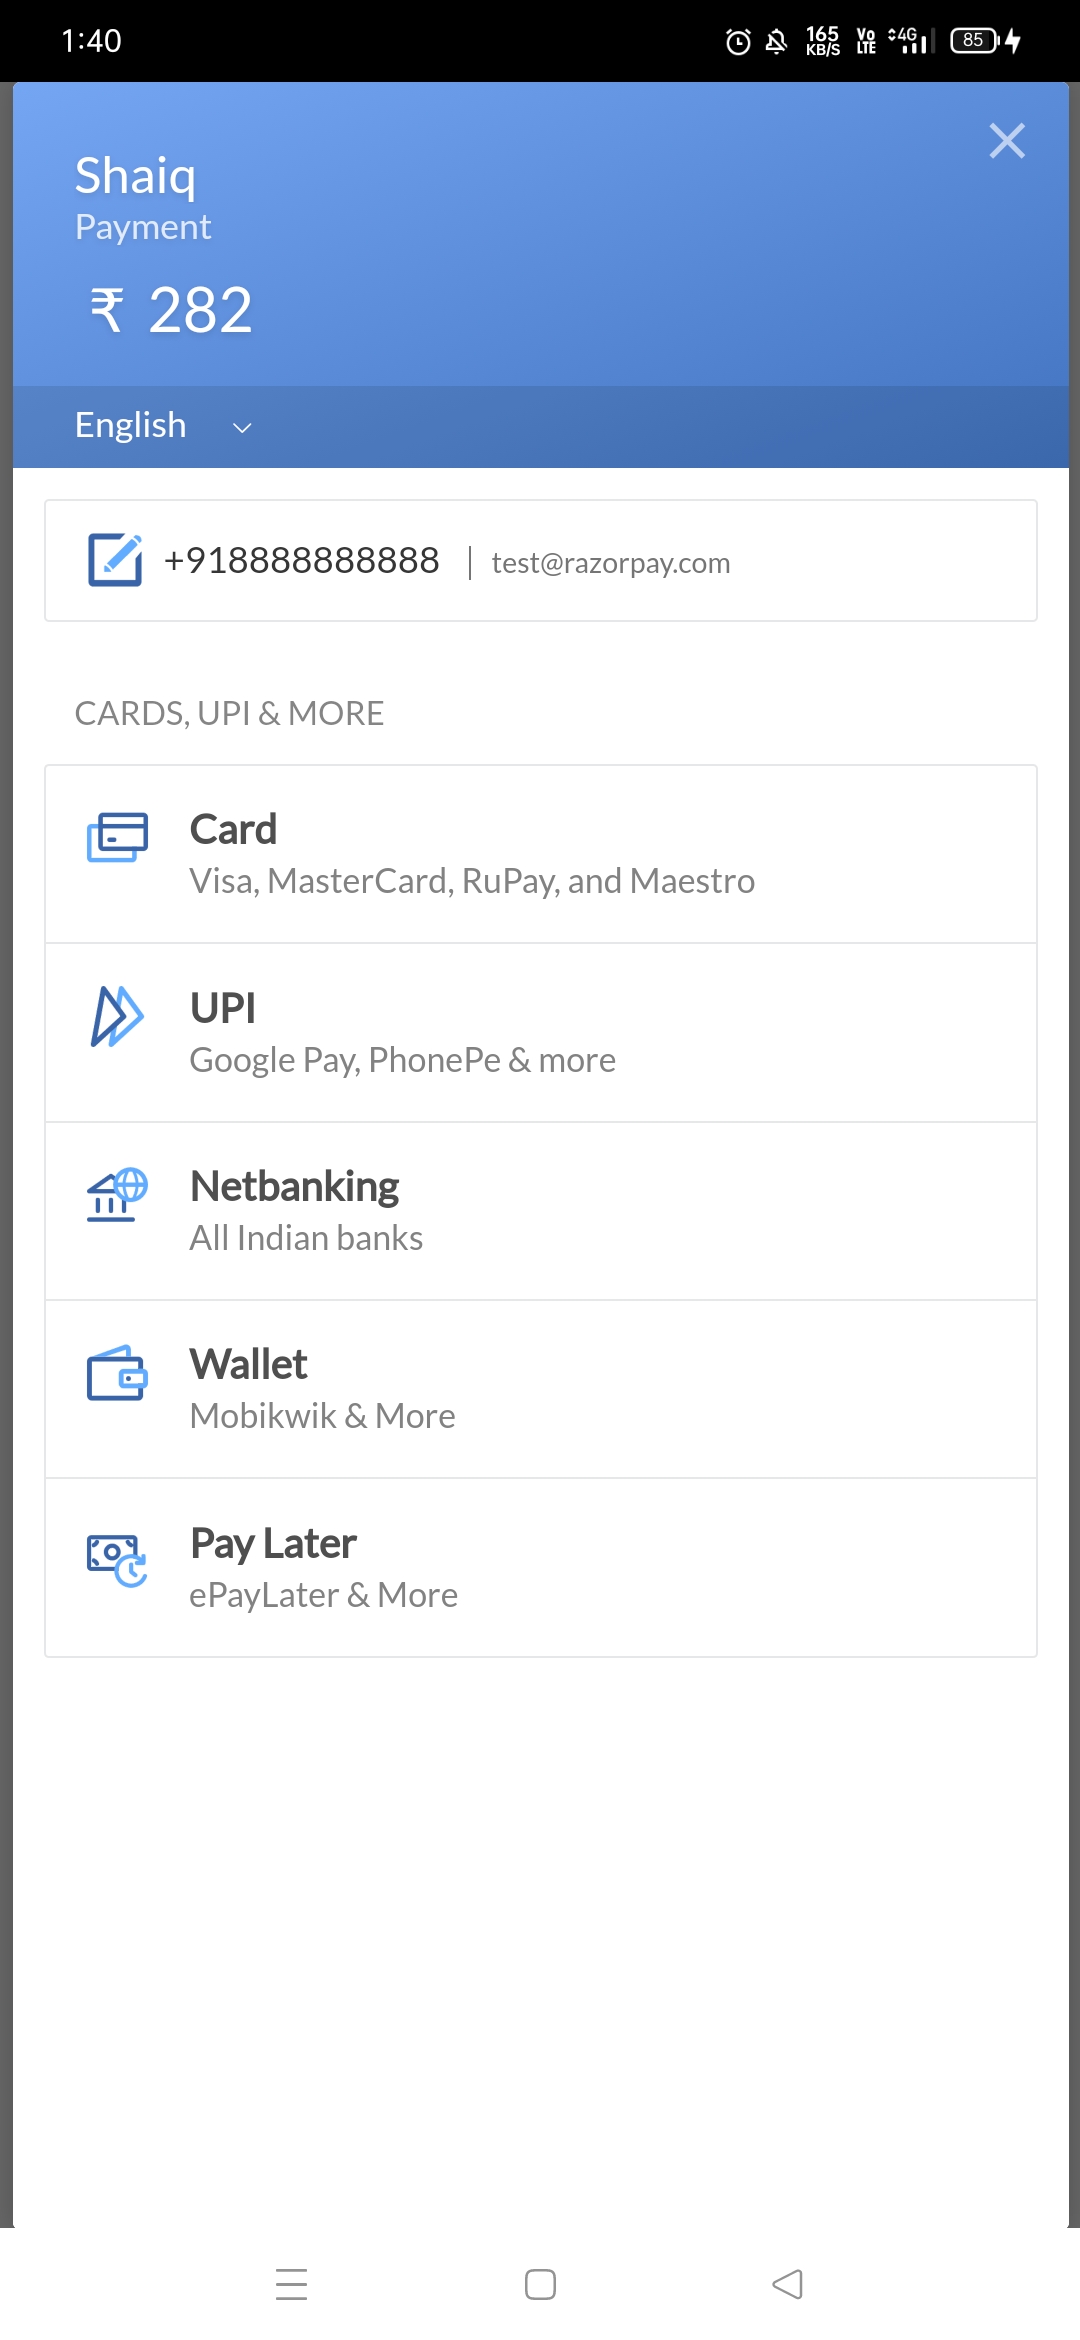 1:40
165
KB/S
Vo
LTE
4G
85
Shaiq
Payment
₹ 282
English
+918888888888 | test@razorpay.com
CARDS, UPI & MORE
Card
Visa, MasterCard, RuPay, and Maestro
UPI
Google Pay, PhonePe & more
Netbanking
All Indian banks
Wallet
Mobikwik & More
Pay Later
ePayLater & More